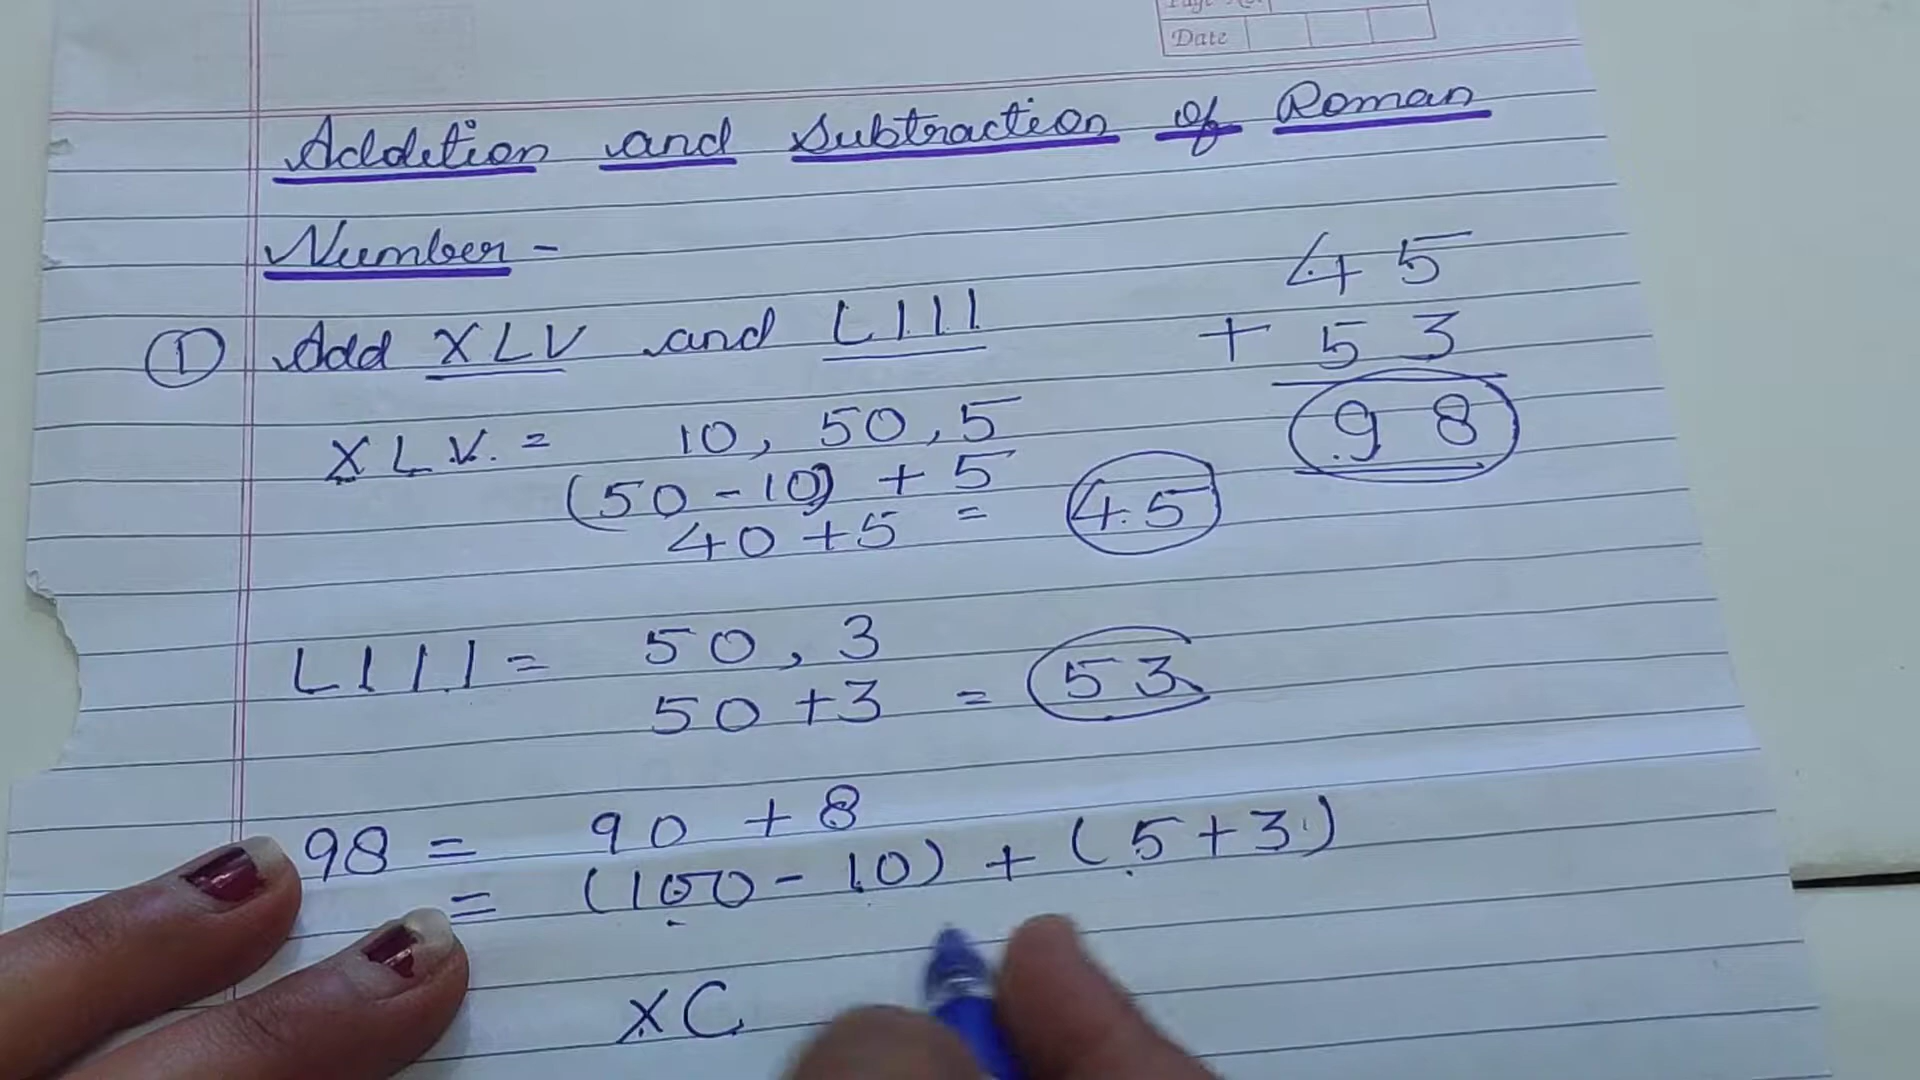 Date
Addition and Subtraction of Roman
Number -
① Add XLV and LIII
XLV = 10, 50, 5
(50 - 10) + 5
40 + 5 = 45
LIII = 50, 3
50 + 3 = 53
98 = 90 + 8
= (100 - 10) + (5 + 3)
XC
45
+ 53
98